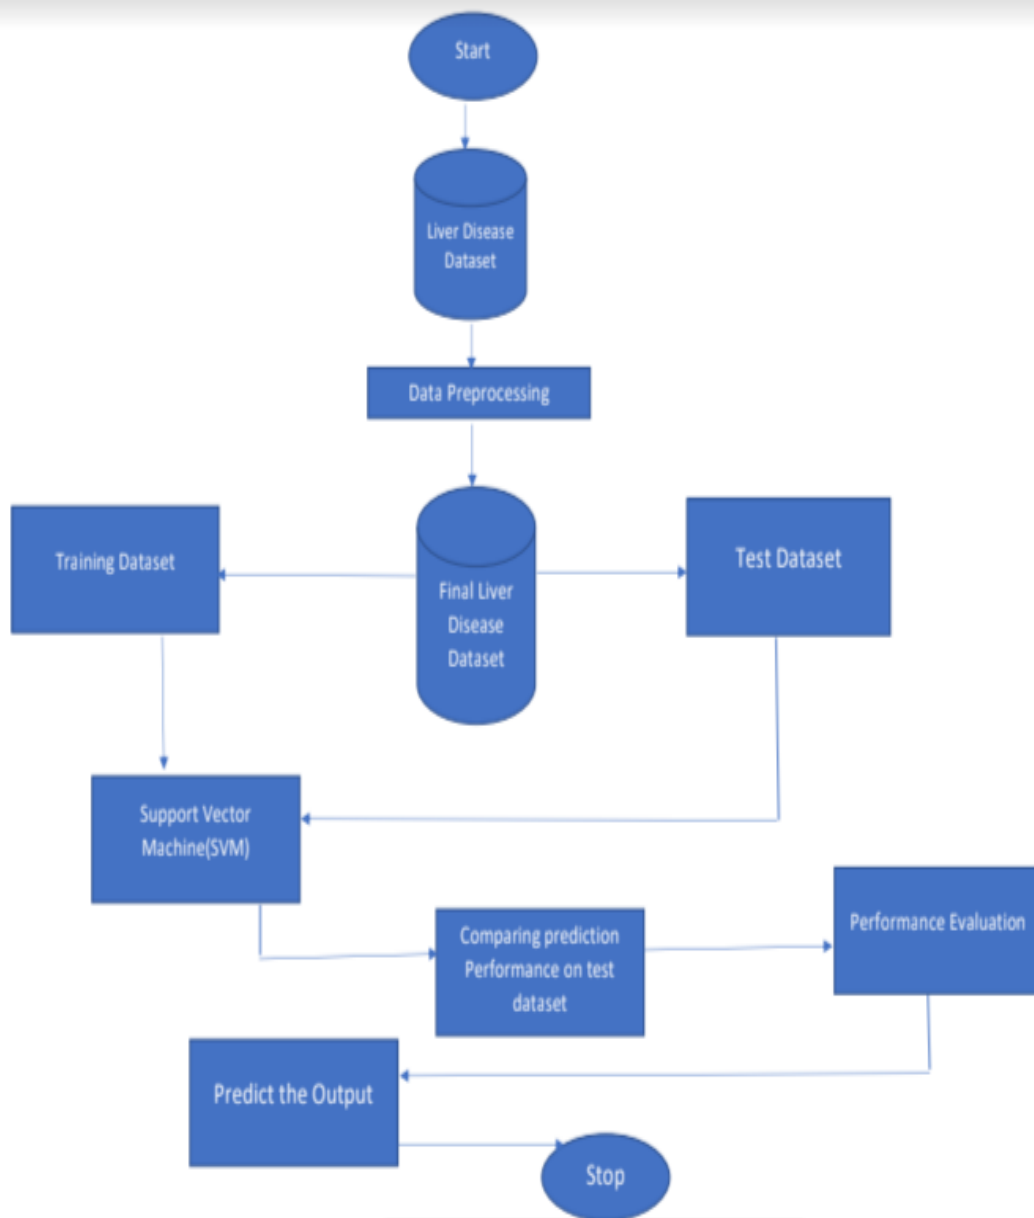 Start
Liver Disease
Dataset
Data Preprocessing
Training Dataset
Final Liver
Disease
Dataset
Test Dataset
Support Vector
Machine(SVM)
Comparing prediction
Performance on test
dataset
Performance Evaluation
Predict the Output
Stop